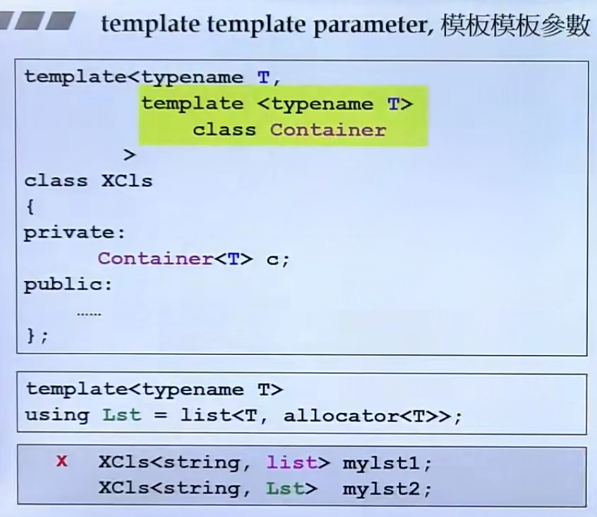 template template parameter, 模板模板參數
template<typename T,
template <typename T>
class Container
>
class XCls
{
private:
Container<T> c;
public:
......
};
template<typename T>
using Lst = list<T, allocator<T>>;
X XCls<string, list> mylst1;
XCls<string, Lst> mylst2;